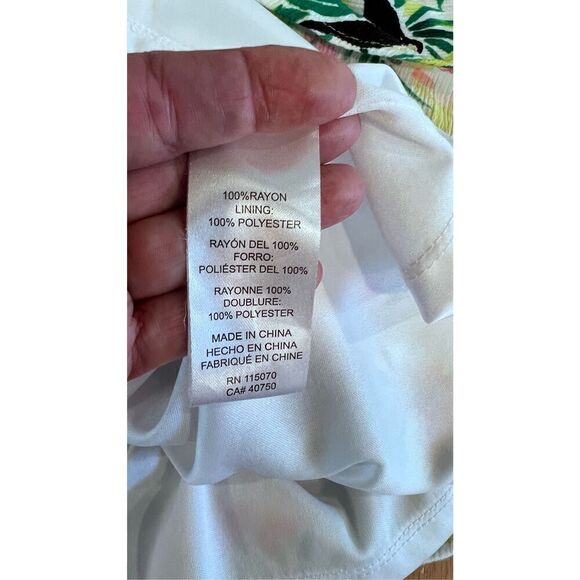 100%RAYON
LINING:
100% POLYESTER
RAYÓN DEL 100%
FORRO:
POLIÉSTER DEL 100%
RAYONNE 100%
DOUBLURE:
100% POLYESTER
MADE IN CHINA
HECHO EN CHINA
FABRIQUÉ EN CHINE
RN 115070
CA# 40750